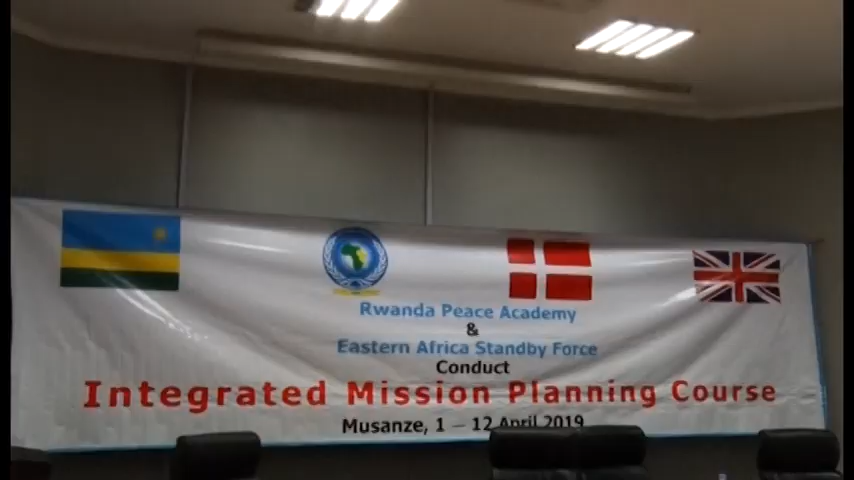 Rwanda Peace Academy
&
Eastern Africa Standby Force
Conduct
Integrated Mission Planning Course
Musanze, 1 – 12 April 2019